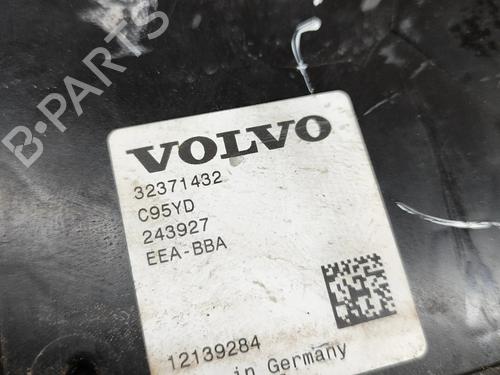 B-PARTS
VOLVO
32371432
C95YD
243927
EEA-BBA
12139284
in Germany